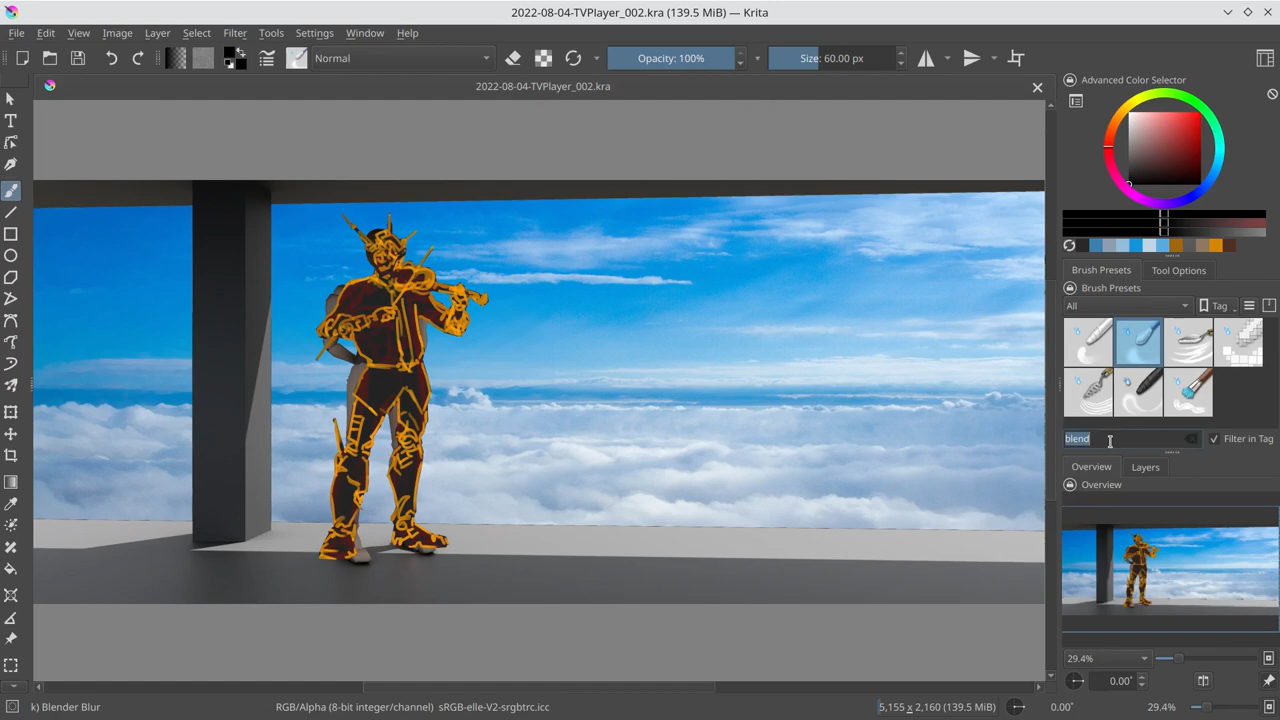 2022-08-04-TVPlayer_002.kra (139.5 MiB) — Krita
File Edit View Image Layer Select Filter Tools Settings Window Help
Normal Opacity: 100% Size: 60.00 px
2022-08-04-TVPlayer_002.kra
Advanced Color Selector
Brush Presets Tool Options
Brush Presets
All Tag
blend Filter in Tag
Overview Layers
Overview
29.4%
0.00°
k) Blender Blur RGB/Alpha (8-bit integer/channel) sRGB-elle-V2-srgbtrc.icc 5,155 x 2,160 (139.5 MiB) 0.00° 29.4%